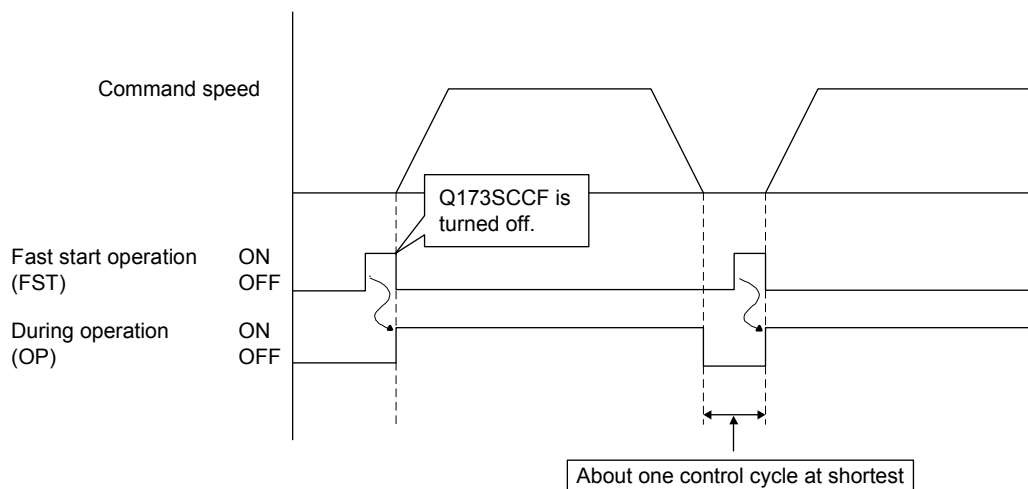 Command speed
Q173SCCF is
turned off.
Fast start operation ON
(FST) OFF
During operation ON
(OP) OFF
About one control cycle at shortest